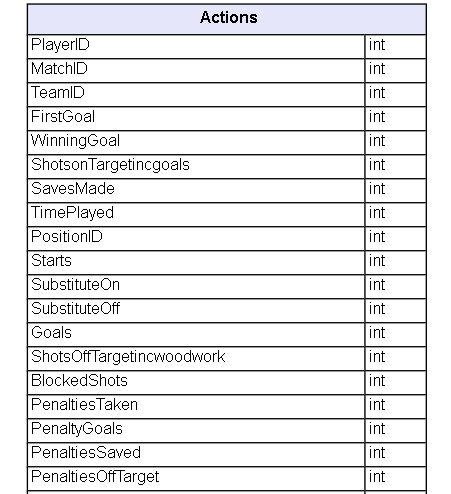 Actions
PlayerID int
MatchID int
TeamID int
FirstGoal int
WinningGoal int
ShotsonTargetincgoals int
SavesMade int
TimePlayed int
PositionID int
Starts int
SubstituteOn int
SubstituteOff int
Goals int
ShotsOffTargetincwoodwork int
BlockedShots int
PenaltiesTaken int
PenaltyGoals int
PenaltiesSaved int
PenaltiesOffTarget int